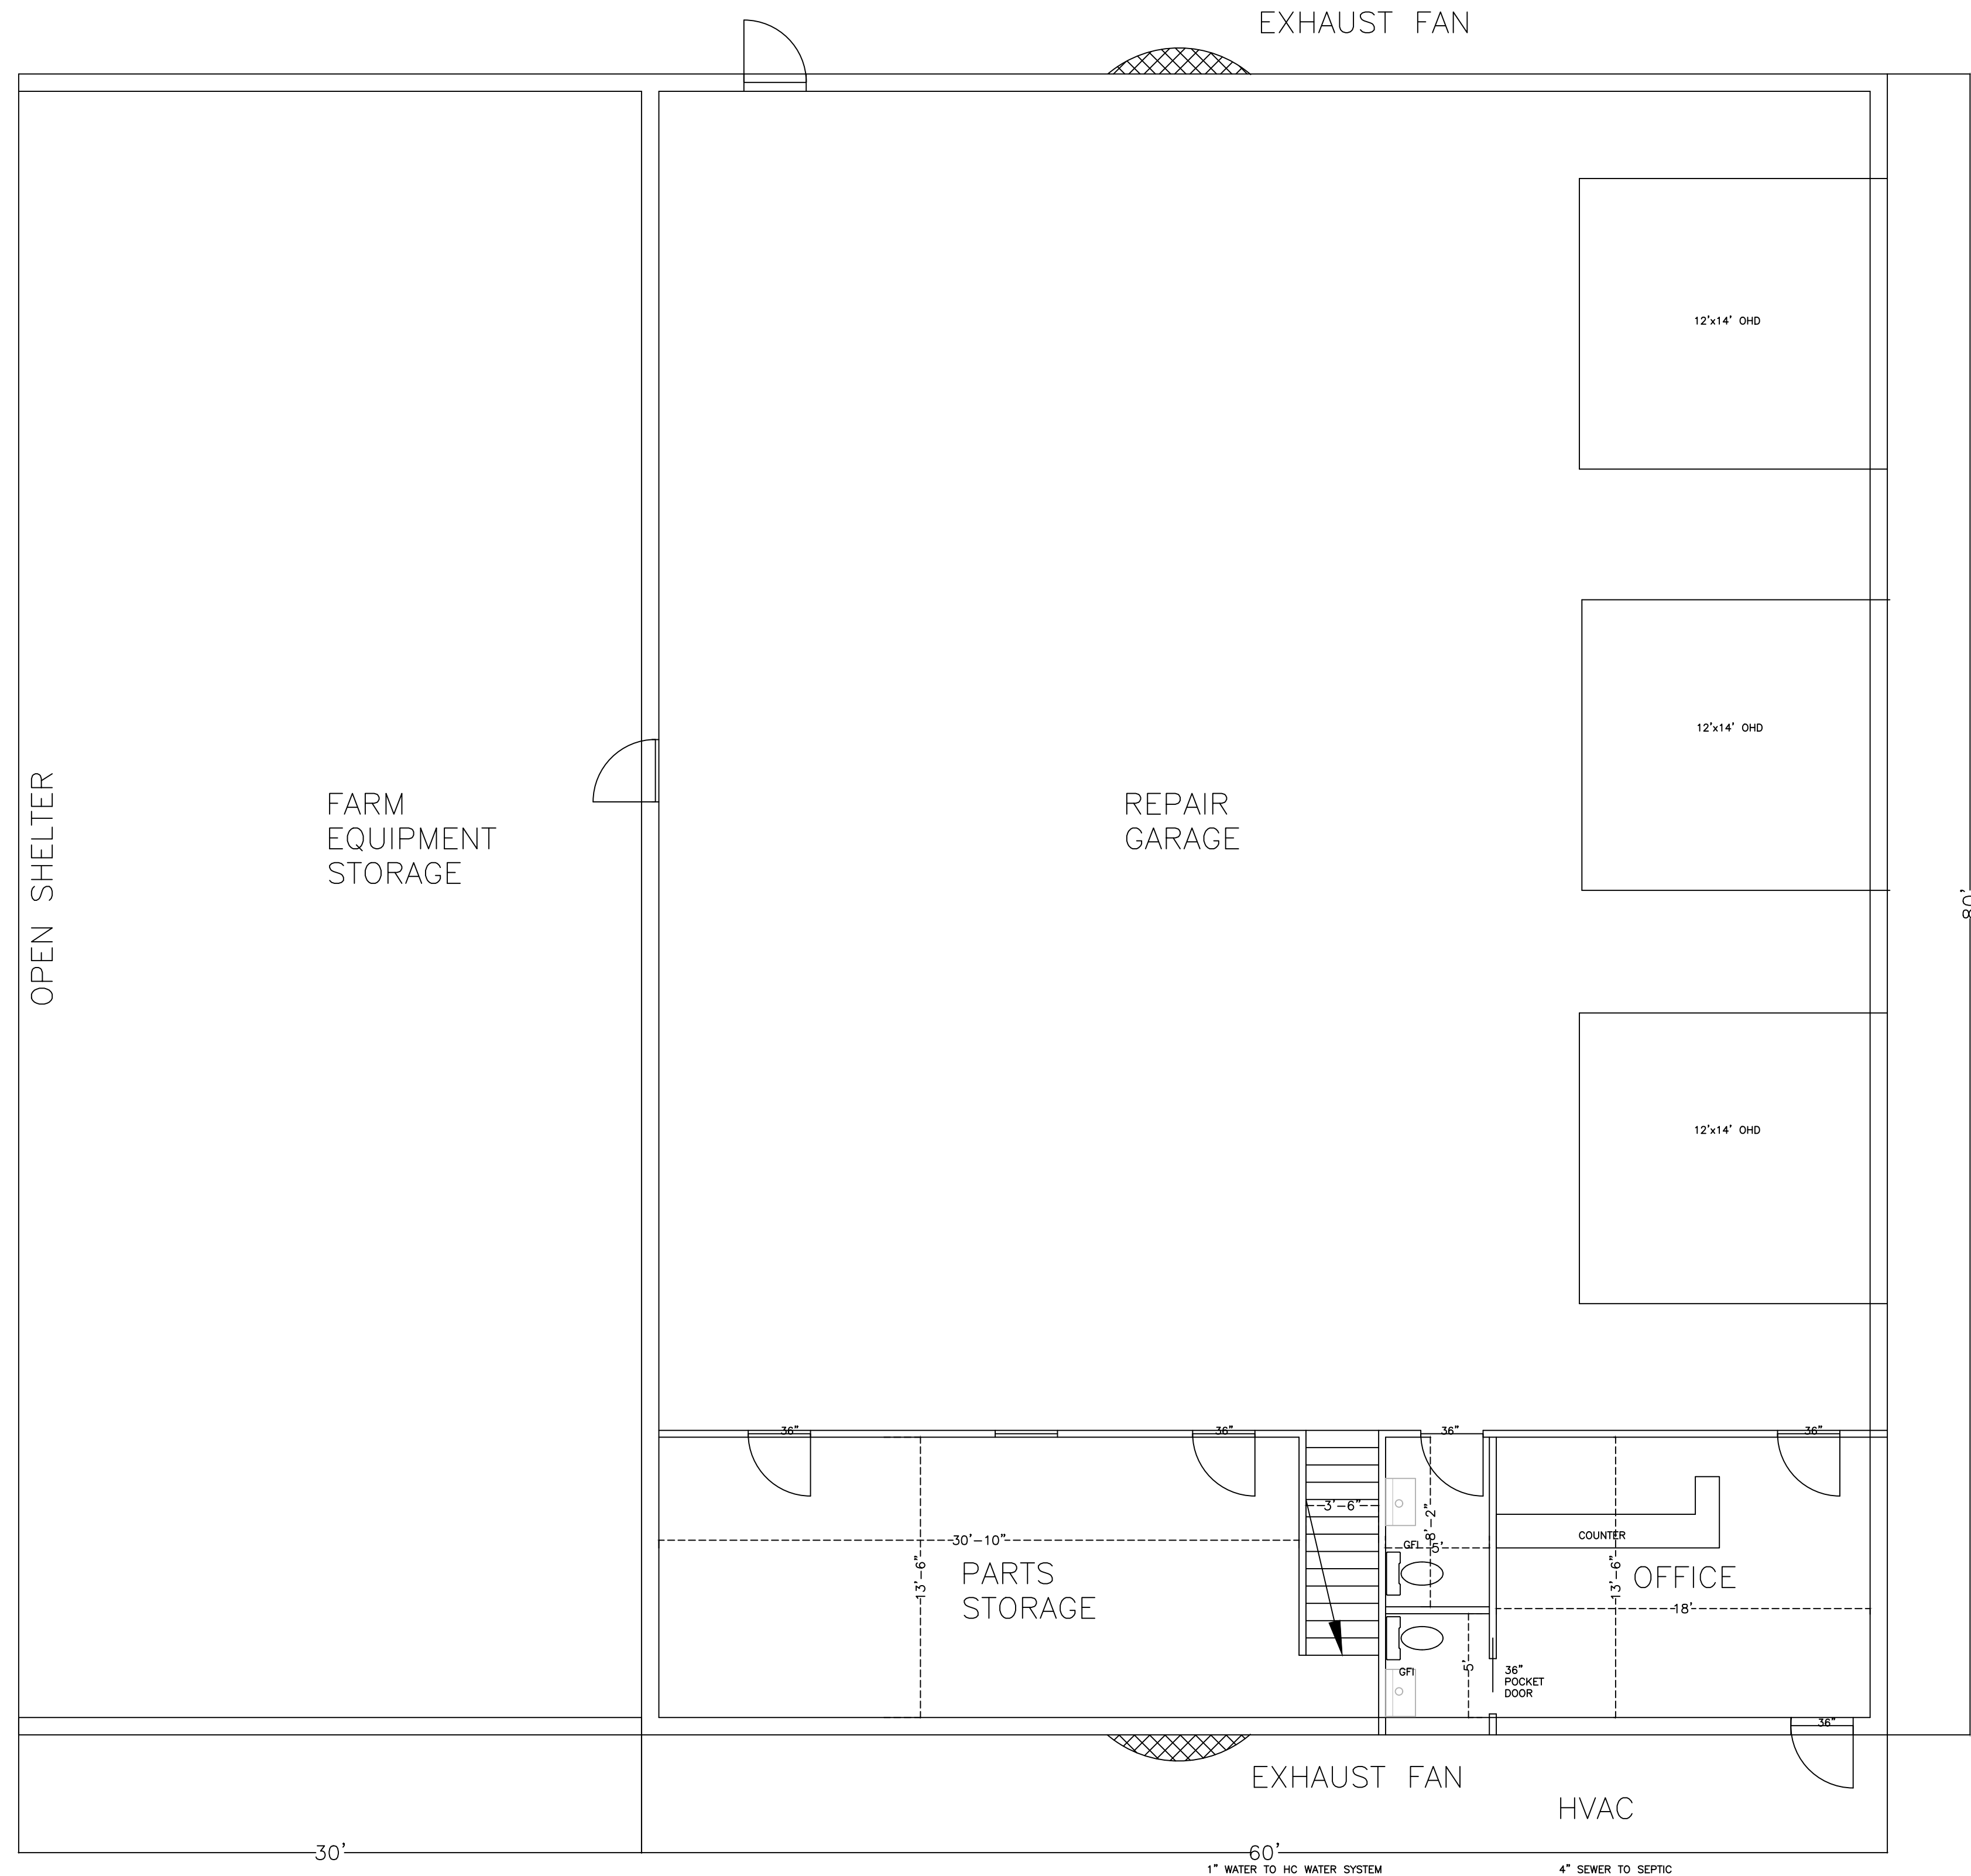 EXHAUST FAN
12'x14' OHD
12'x14' OHD
OPEN SHELTER
FARM
EQUIPMENT
STORAGE
REPAIR
GARAGE
80'
12'x14' OHD
36"
36"
36"
36"
3'-6"
8'-2"
30'-10"
13'-6"
GFI
5'
COUNTER
13'-6"
PARTS
STORAGE
OFFICE
18'
5'
GFI
36"
POCKET
DOOR
36"
EXHAUST FAN
HVAC
30'
60'
1" WATER TO HC WATER SYSTEM
4" SEWER TO SEPTIC